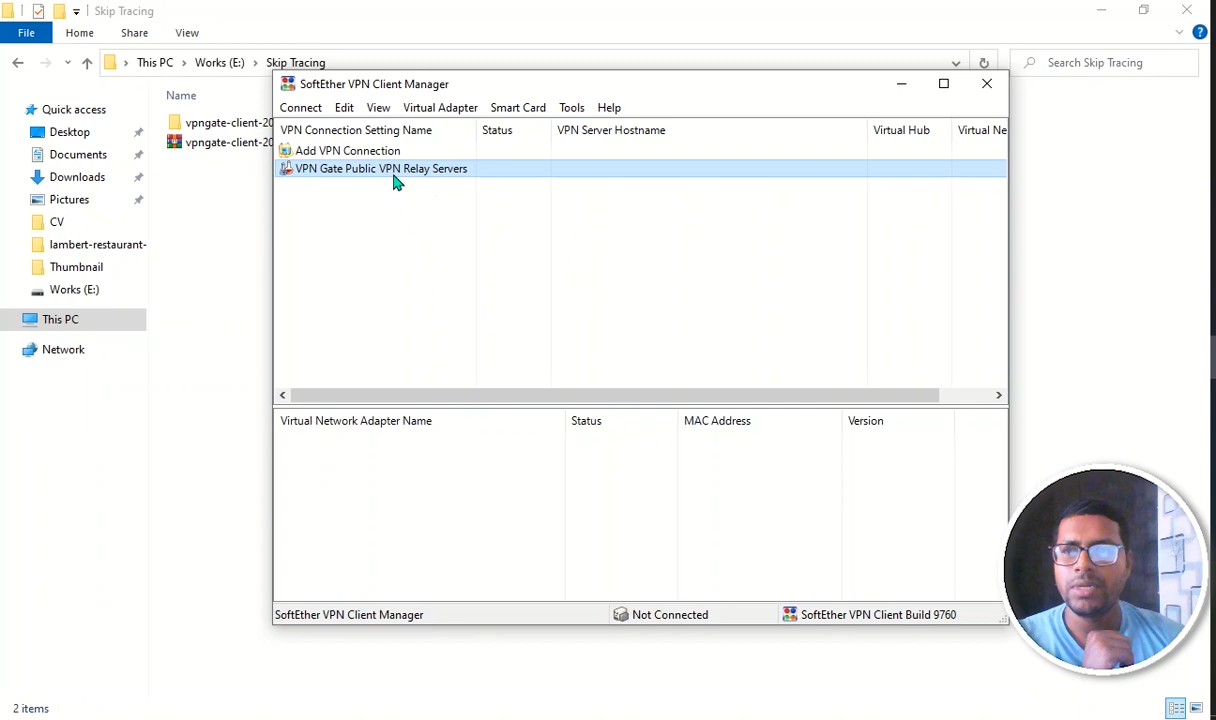 Skip Tracing
File Home Share View
This PC > Works (E:) > Skip Tracing
Search Skip Tracing
Quick access
Desktop
Documents
Downloads
Pictures
CV
lambert-restaurant-
Thumbnail
Works (E:)
This PC
Network
Name
vpngate-client-20
vpngate-client-20
SoftEther VPN Client Manager
Connect Edit View Virtual Adapter Smart Card Tools Help
VPN Connection Setting Name Status VPN Server Hostname Virtual Hub Virtual Ne
Add VPN Connection
VPN Gate Public VPN Relay Servers
Virtual Network Adapter Name Status MAC Address Version
SoftEther VPN Client Manager Not Connected SoftEther VPN Client Build 9760
2 items